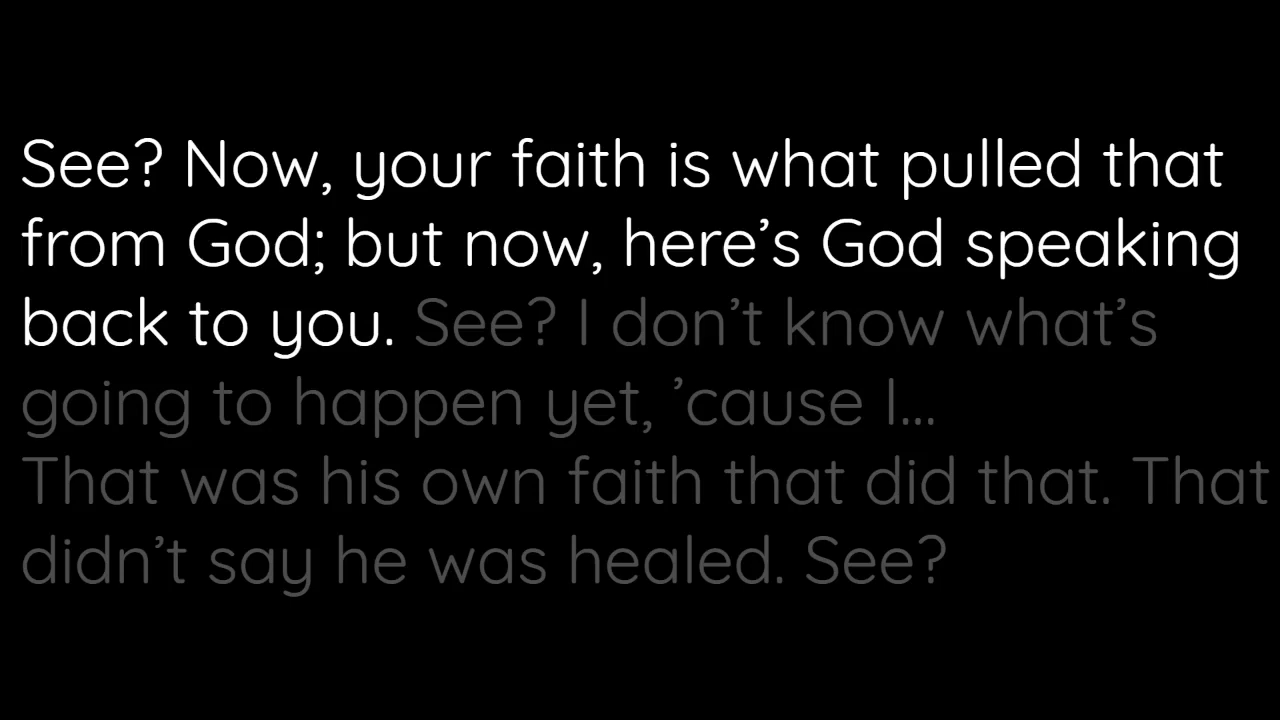 See? Now, your faith is what pulled that
from God; but now, here’s God speaking
back to you. See? I don’t know what’s
going to happen yet, ’cause I...
That was his own faith that did that. That
didn’t say he was healed. See?